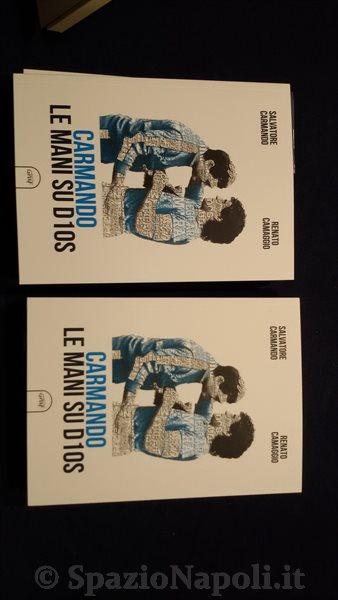 SALVATORE
CARMANDO
RENATO
CAMAGGIO
CARMANDO
LE MANI SU D10S
SALVATORE
CARMANDO
RENATO
CAMAGGIO
CARMANDO
LE MANI SU D10S
© SpazioNapoli.it